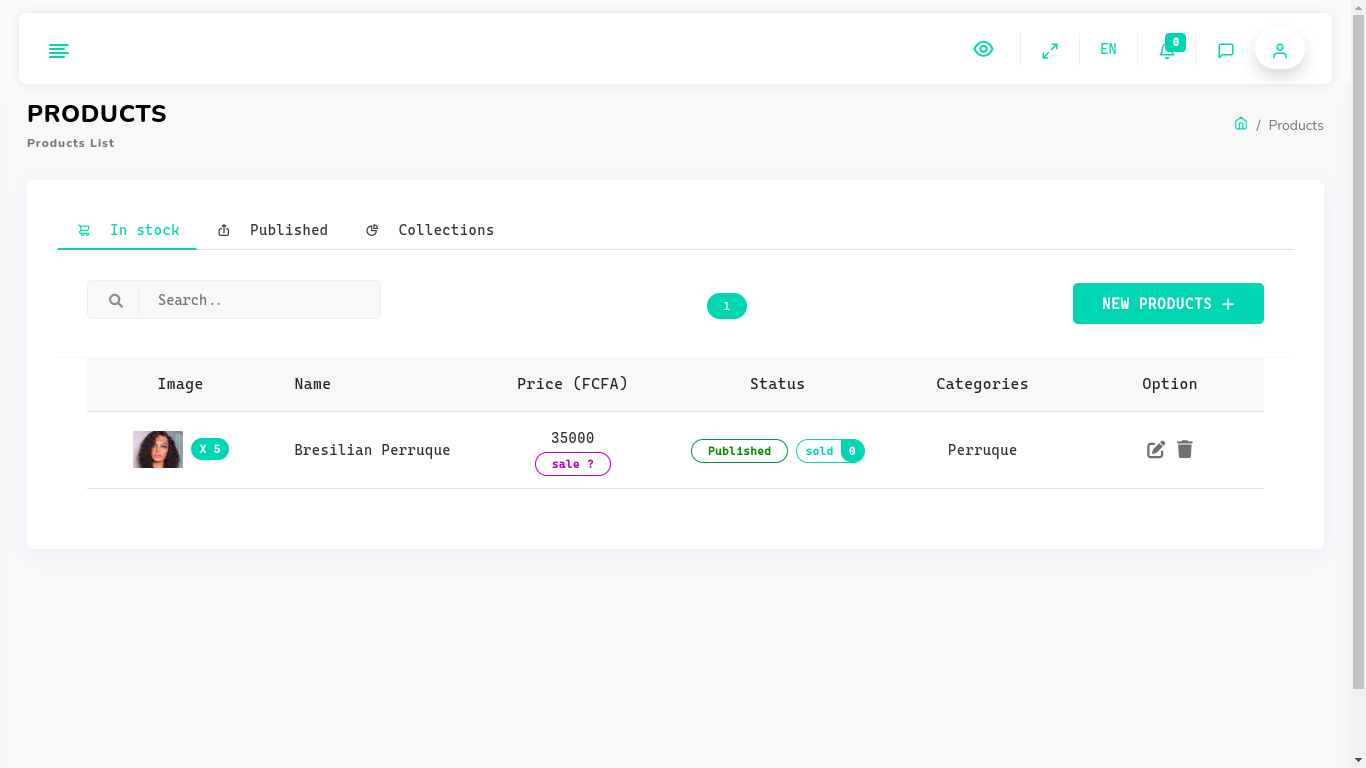 EN
0
PRODUCTS
Products List
/ Products
In stock Published Collections
Search..
1
NEW PRODUCTS +
Image Name Price (FCFA) Status Categories Option
X 5
Bresilian Perruque
35000
sale ?
Published
sold 0
Perruque